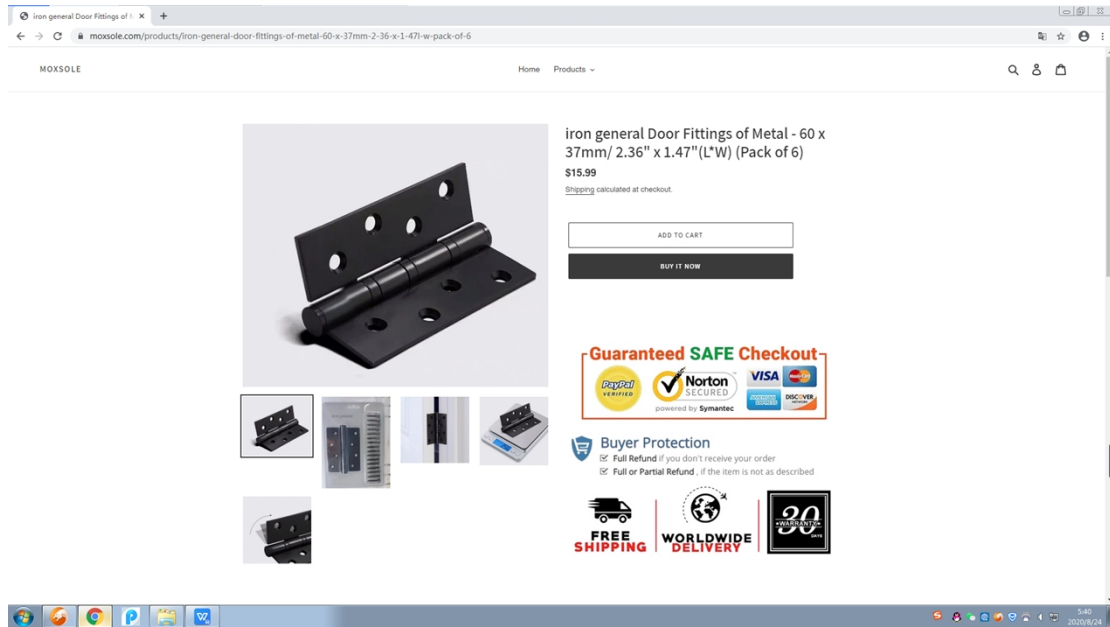 iron general Door Fittings of M
moxsole.com/products/iron-general-door-fittings-of-metal-60-x-37mm-2-36-x-1-47l-w-pack-of-6
MOXSOLE
Home Products
iron general Door Fittings of Metal - 60 x
37mm/ 2.36" x 1.47"(L*W) (Pack of 6)
$15.99
Shipping calculated at checkout.
ADD TO CART
BUY IT NOW
Guaranteed SAFE Checkout
PayPal
VERIFIED
Norton
SECURED
powered by Symantec
VISA
MasterCard
AMERICAN EXPRESS
DISCOVER
NETWORK
Buyer Protection
Full Refund if you don't receive your order
Full or Partial Refund , if the item is not as described
FREE
SHIPPING
WORLDWIDE
DELIVERY
30
WARRANTY
DAYS
5:40
2020/8/24